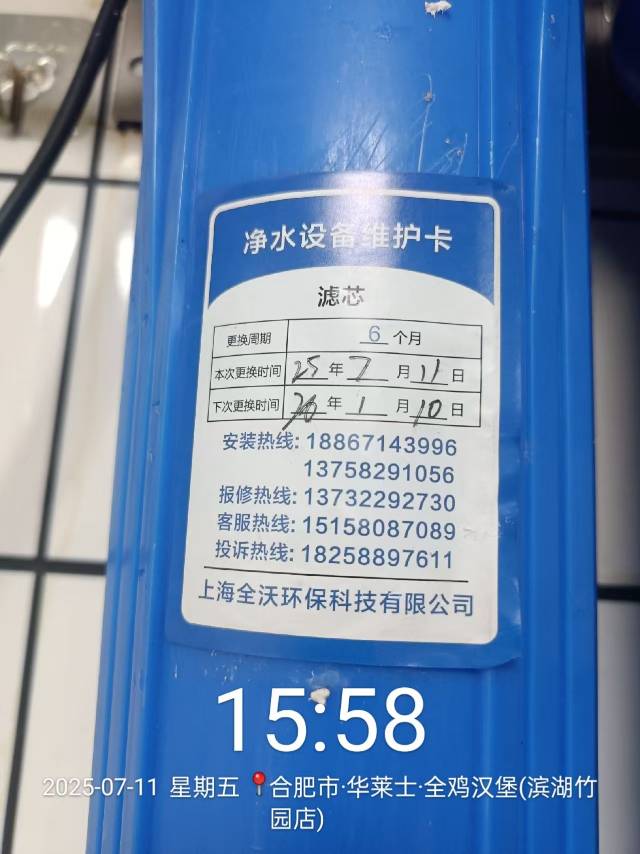 净水设备维护卡
滤芯
更换周期 6 个月
本次更换时间 25 年 7 月 11 日
下次更换时间 26 年 1 月 10 日
安装热线: 18867143996
13758291056
报修热线: 13732292730
客服热线: 15158087089
投诉热线: 18258897611
上海全沃环保科技有限公司
15:58
2025-07-11 星期五 合肥市·华莱士·全鸡汉堡(滨湖竹
园店)